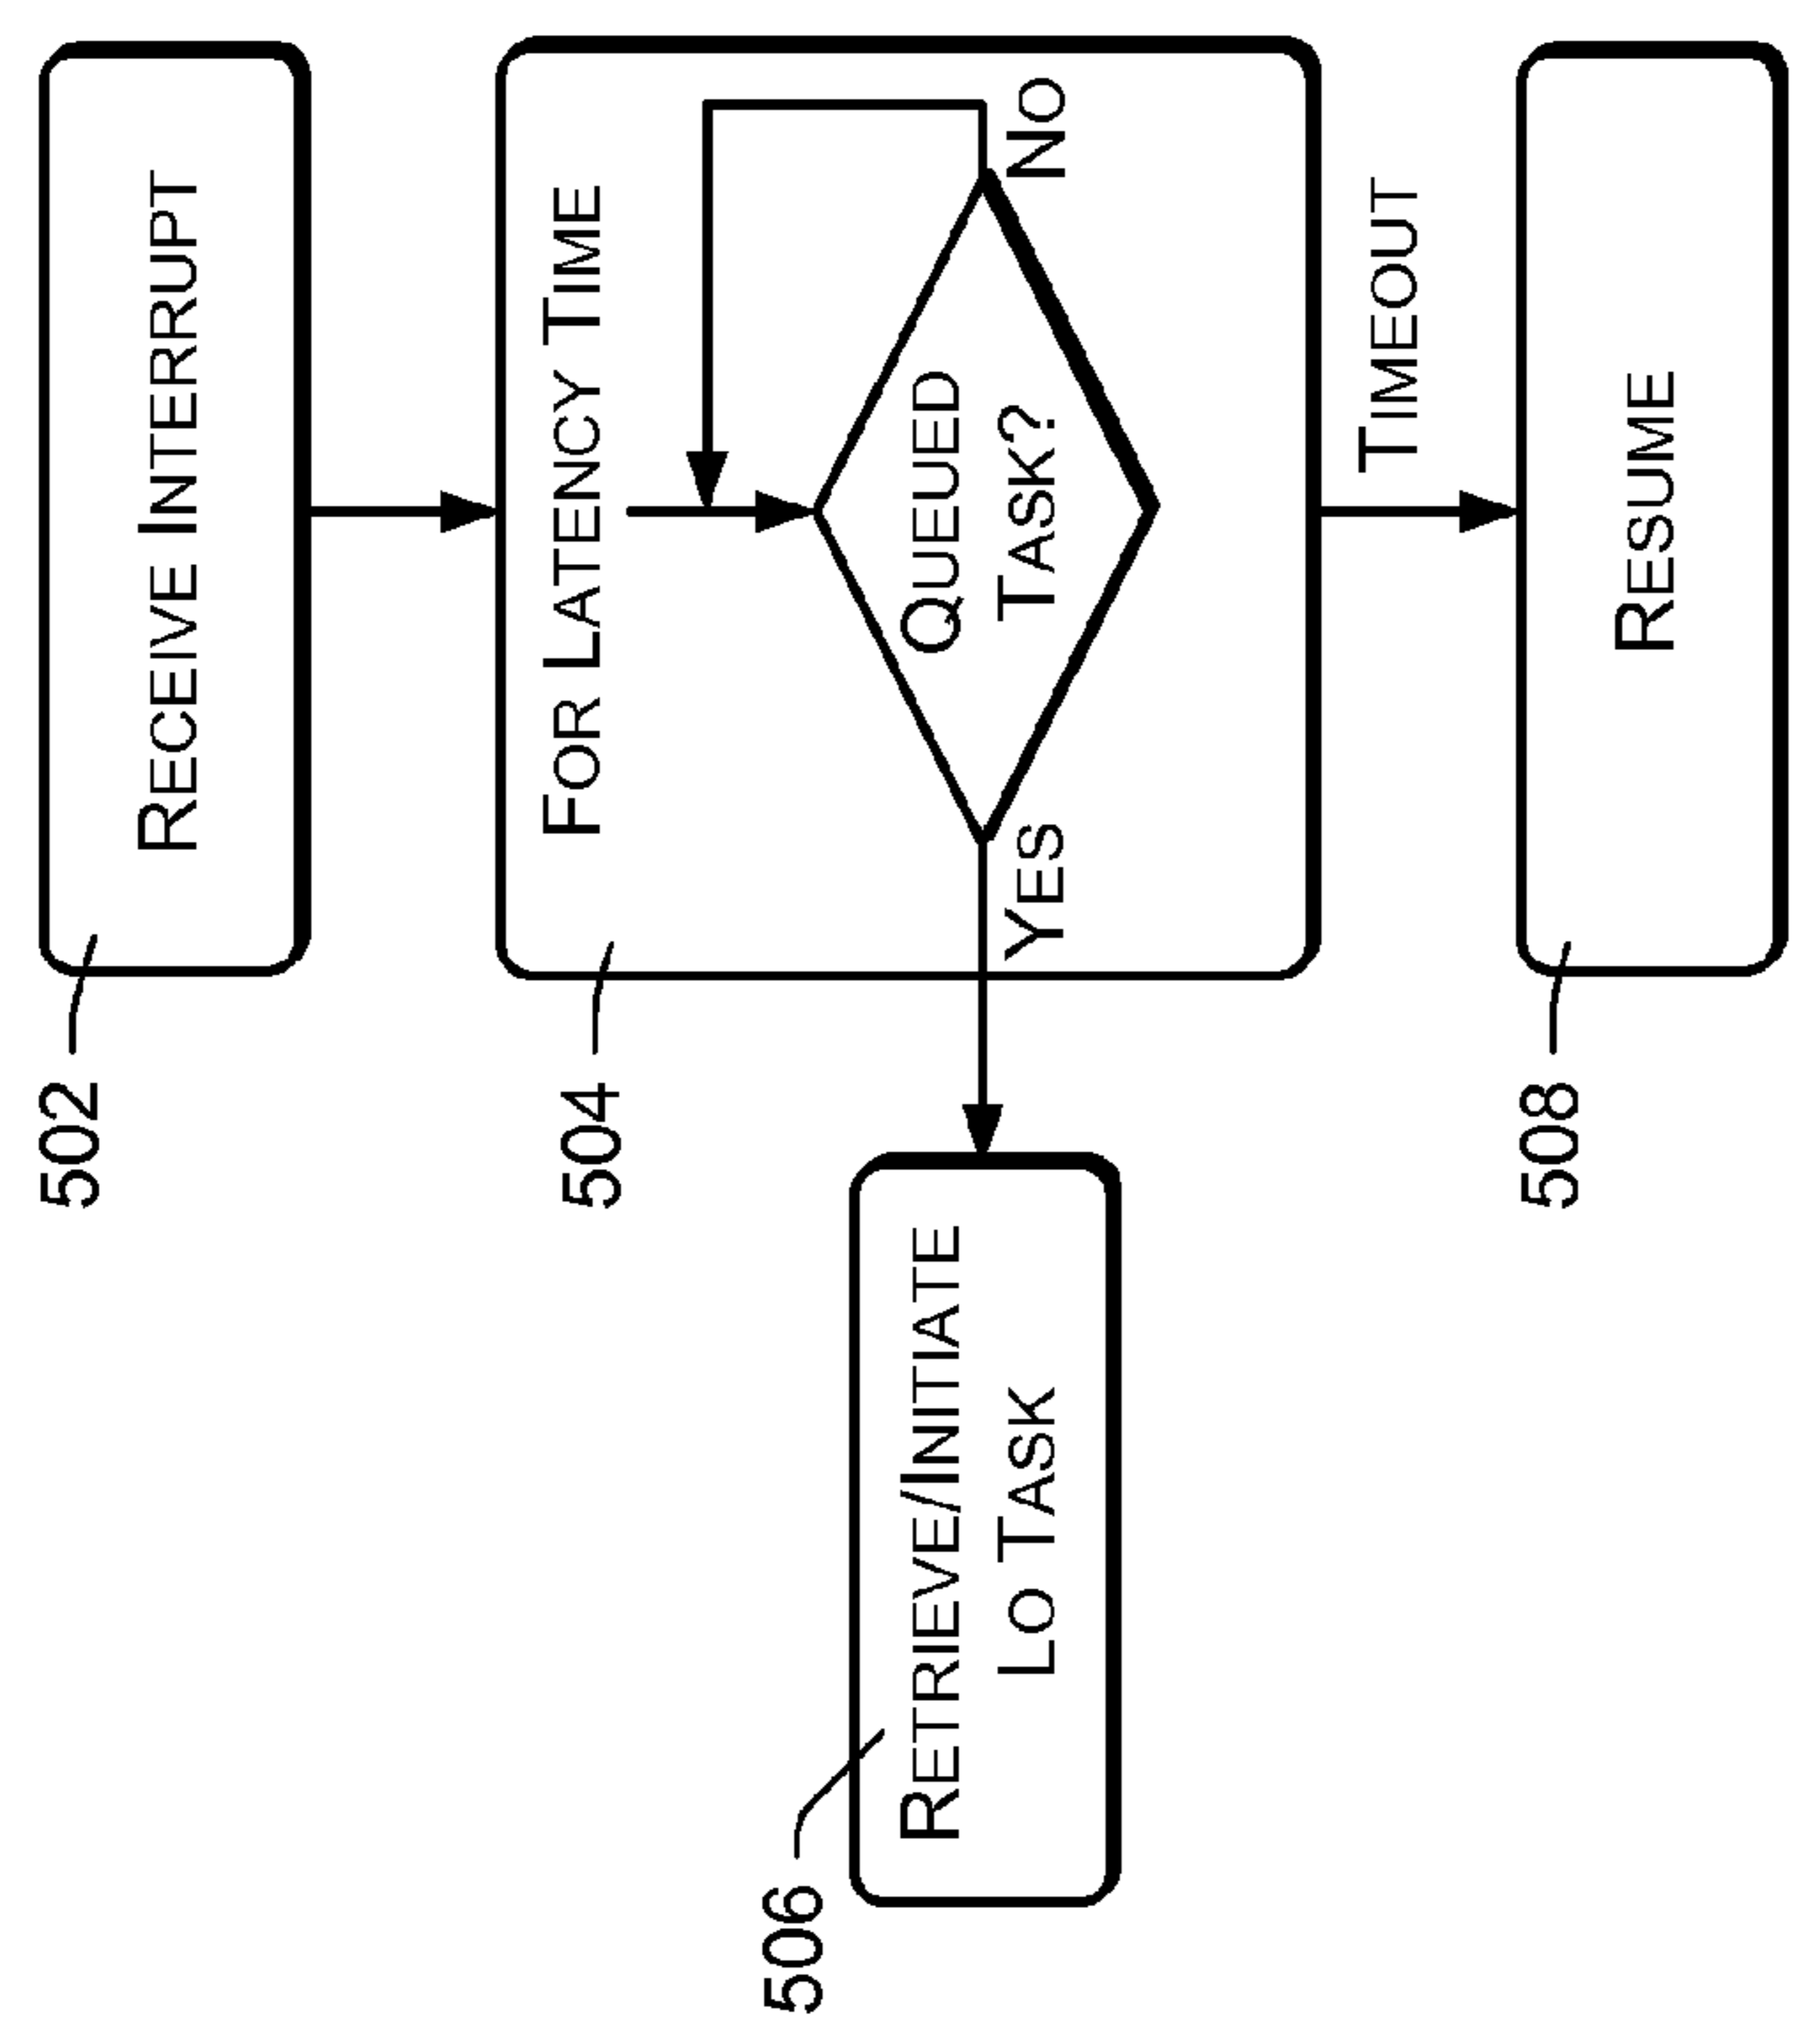 502
RECEIVE INTERRUPT
504
FOR LATENCY TIME
QUEUED
TASK?
YES
NO
506
RETRIEVE/INITIATE
LO TASK
TIMEOUT
508
RESUME